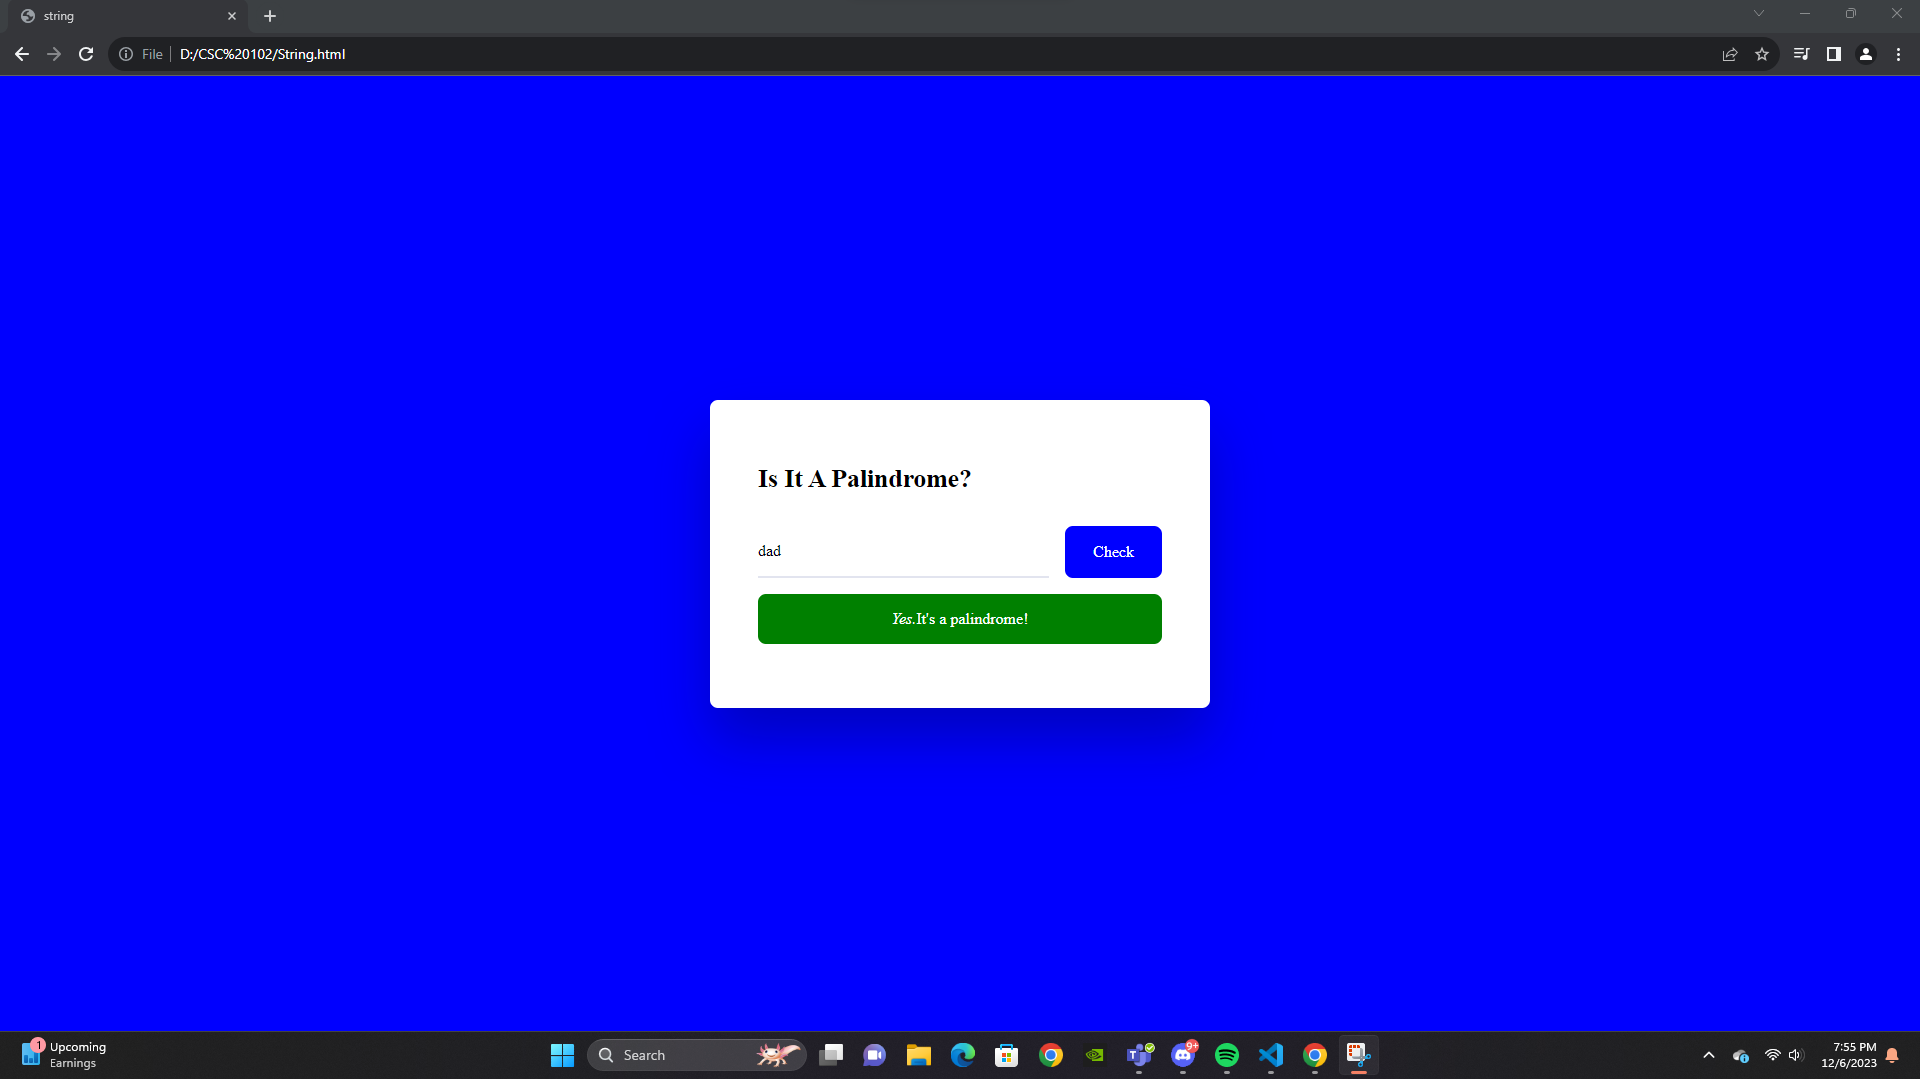 string
File
D:/CSC%20102/String.html
Is It A Palindrome?
dad
Check
Yes.It's a palindrome!
1
Upcoming
Earnings
Search
T
9+
7:55 PM
12/6/2023